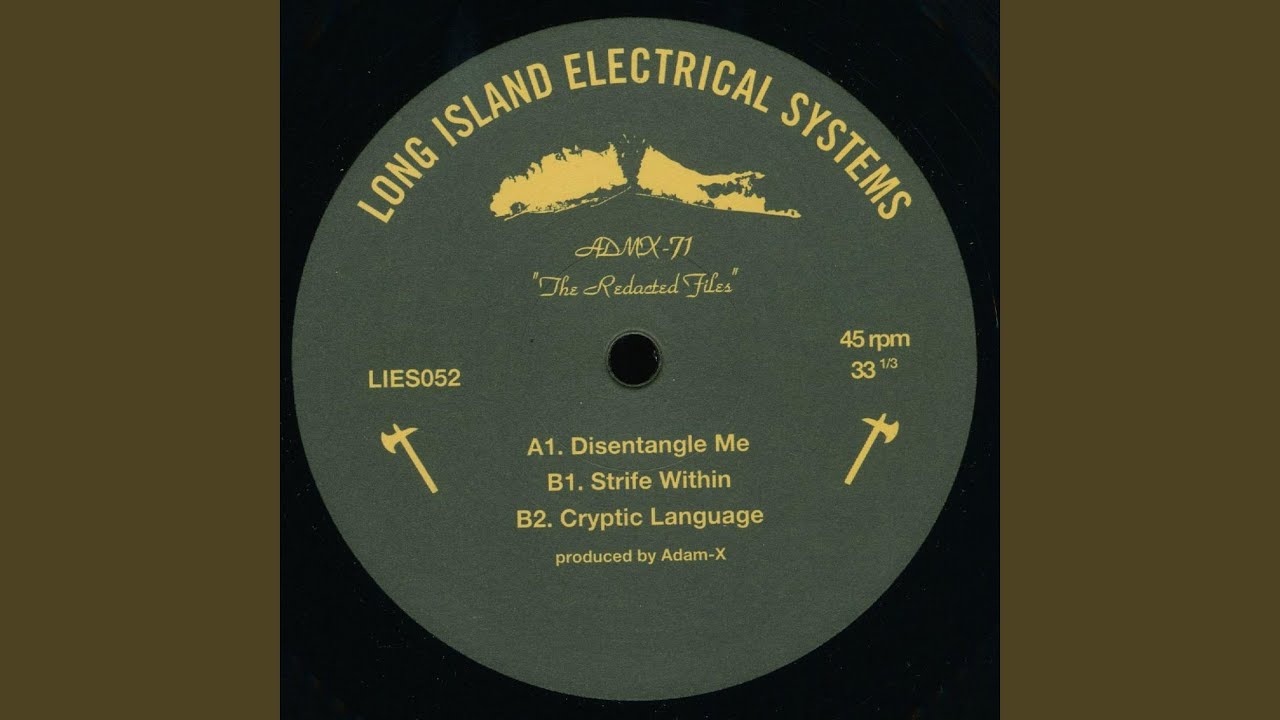 LONG ISLAND ELECTRICAL SYSTEMS
ADMX-71
"The Redacted Files"
LIES052
45 rpm
33 1/3
A1. Disentangle Me
B1. Strife Within
B2. Cryptic Language
produced by Adam-X